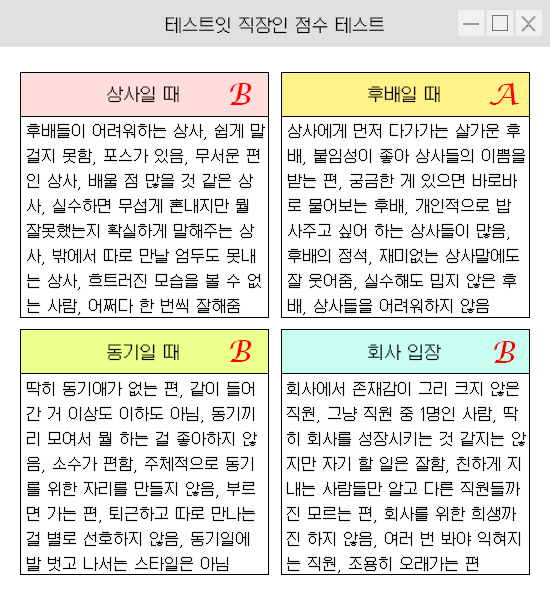 테스트잇 직장인 점수 테스트
상사일 때 B
후배들이 어려워하는 상사, 쉽게 말
걸지 못함, 포스가 있음, 무서운 편
인 상사, 배울 점 많을 것 같은 상
사, 실수하면 무섭게 혼내지만 뭘
잘못했는지 확실하게 말해주는 상
사, 밖에서 따로 만날 엄두도 못내
는 상사, 흐트러진 모습을 볼 수 없
는 사람, 어쩌다 한 번씩 잘해줌
후배일 때 A
상사에게 먼저 다가가는 살가운 후
배, 붙임성이 좋아 상사들의 이쁨을
받는 편, 궁금한 게 있으면 바로바
로 물어보는 후배, 개인적으로 밥
사주고 싶어 하는 상사들이 많음,
후배의 정석, 재미없는 상사말에도
잘 웃어줌, 실수해도 밉지 않은 후
배, 상사들을 어려워하지 않음
동기일 때 B
딱히 동기애가 없는 편, 같이 들어
간 거 이상도 이하도 아님, 동기끼
리 모여서 뭘 하는 걸 좋아하지 않
음, 소수가 편함, 주체적으로 동기
를 위한 자리를 만들지 않음, 부르
면 가는 편, 퇴근하고 따로 만나는
걸 별로 선호하지 않음, 동기일에
발 벗고 나서는 스타일은 아님
회사 입장 B
회사에서 존재감이 그리 크지 않은
직원, 그냥 직원 중 1명인 사람, 딱
히 회사를 성장시키는 것 같지는 않
지만 자기 할 일은 잘함, 친하게 지
내는 사람들만 알고 다른 직원들까
진 모르는 편, 회사를 위한 희생까
진 하지 않음, 여러 번 봐야 익혀지
는 직원, 조용히 오래가는 편